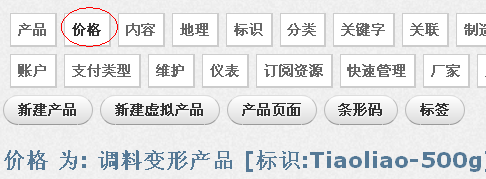 产品 价格 内容 地理 标识 分类 关键字 关联
账户 支付类型 维护 仪表 订阅资源 快速管理 厂家
新建产品 新建虚拟产品 产品页面 条形码 标签
价格 为: 调料变形产品 [标识:Tiaoliao-500g]